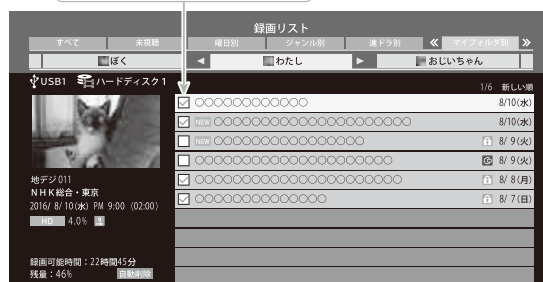 録画リスト
すべて 未視聴 曜日別 ジャンル別 連ドラ別 « マイフォルダ別 »
ぼく ◀ わたし ▶ おじいちゃん
USB1 ハードディスク1
1/6 新しい順
○○○○○○○○○○○○ 8/10(水)
NEW ○○○○○○○○○○○○○○○○○○○○○ 8/10(水)
NEW ○○○○○○○○○○○○○○○○ 8/ 9(火)
○○○○○○○○○○○○○○○○○○○○○ G 8/ 9(火)
○○○○○○○○○○○○○○○○○○○○○○ 8/ 8(月)
○○○○○○○○○○○○○○○○ 8/ 7(日)
地デジ011
NHK総合・東京
2016/ 8/10(水) PM 9:00 (02:00)
HD 4.0%
録画可能時間：22時間45分
残量：46% 自動削除